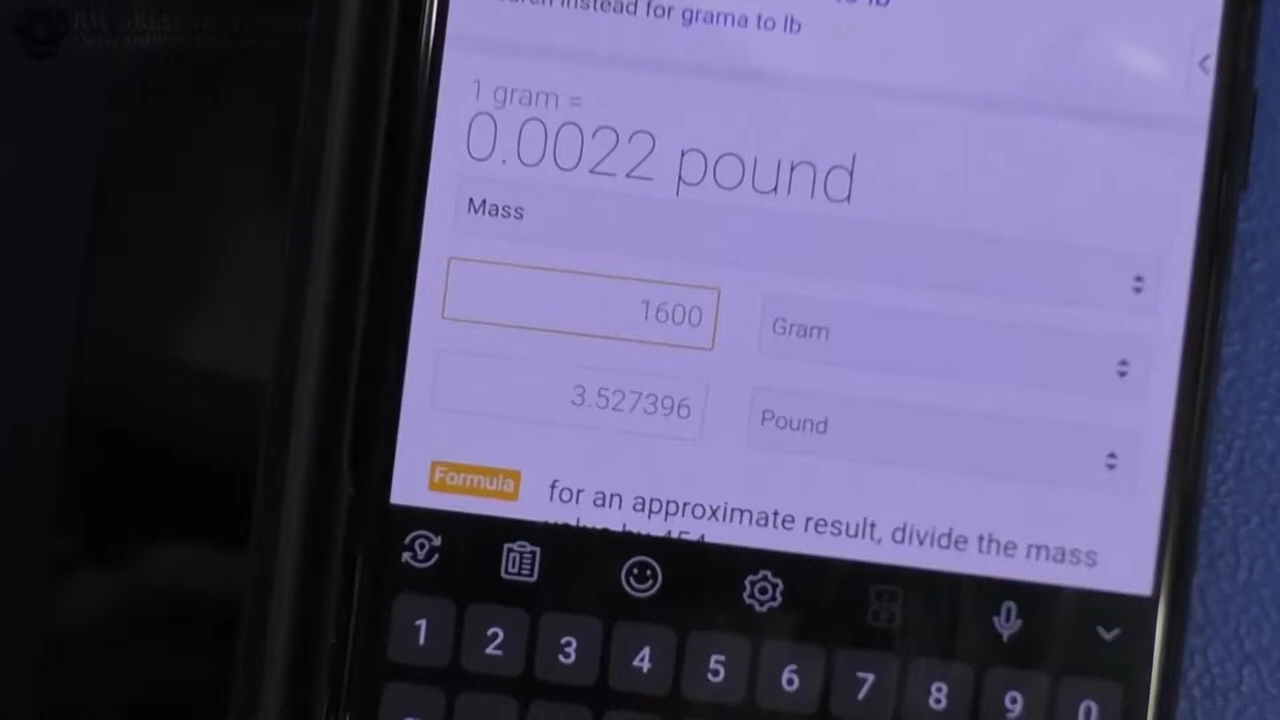 instead for grama to lb
1 gram =
0.0022 pound
Mass
1600
Gram
3.527396
Pound
Formula
for an approximate result, divide the mass
1 2 3 4 5 6 7 8 9 0